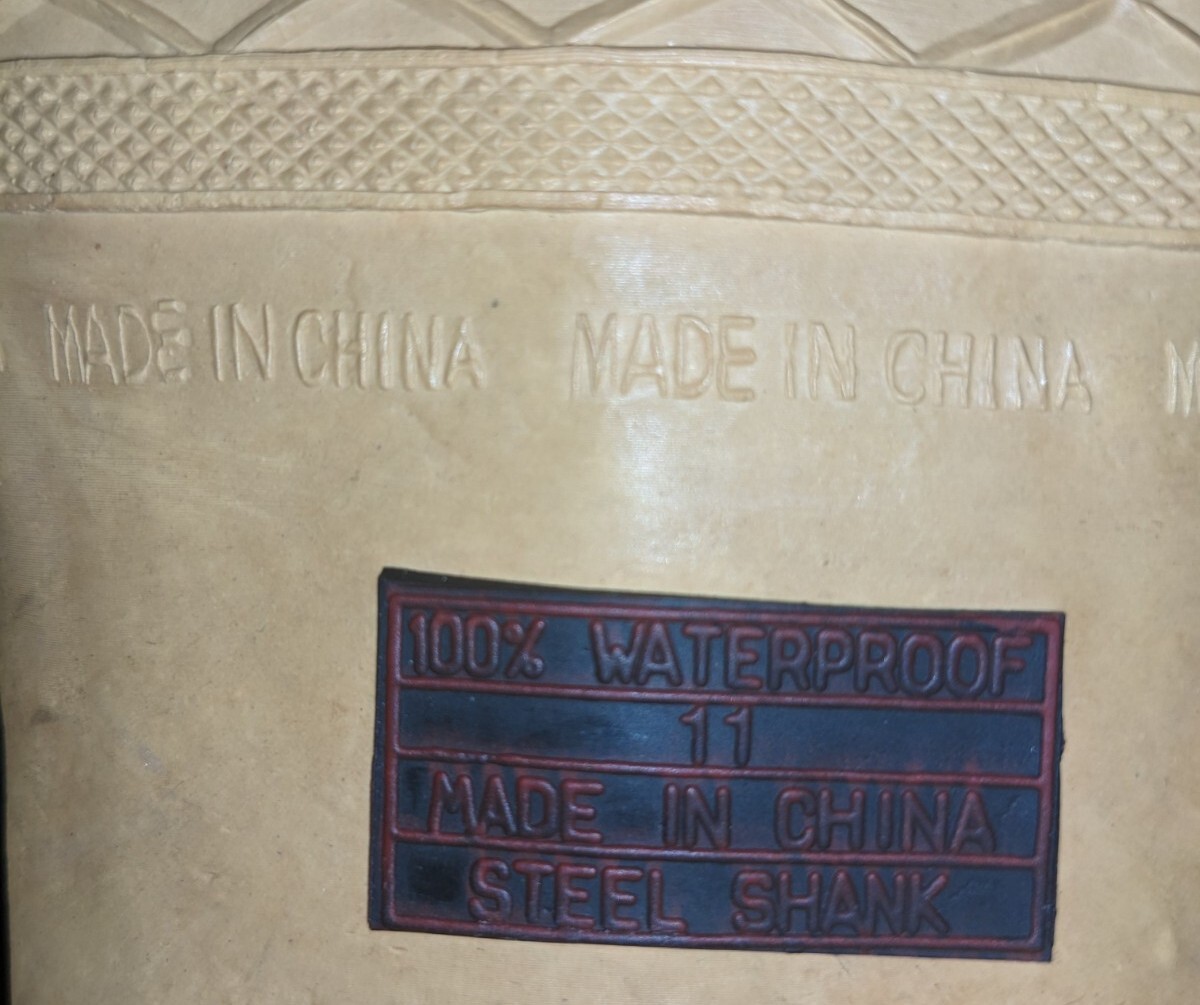 MADE IN CHINA MADE IN CHINA M
100% WATERPROOF
11
MADE IN CHINA
STEEL SHANK